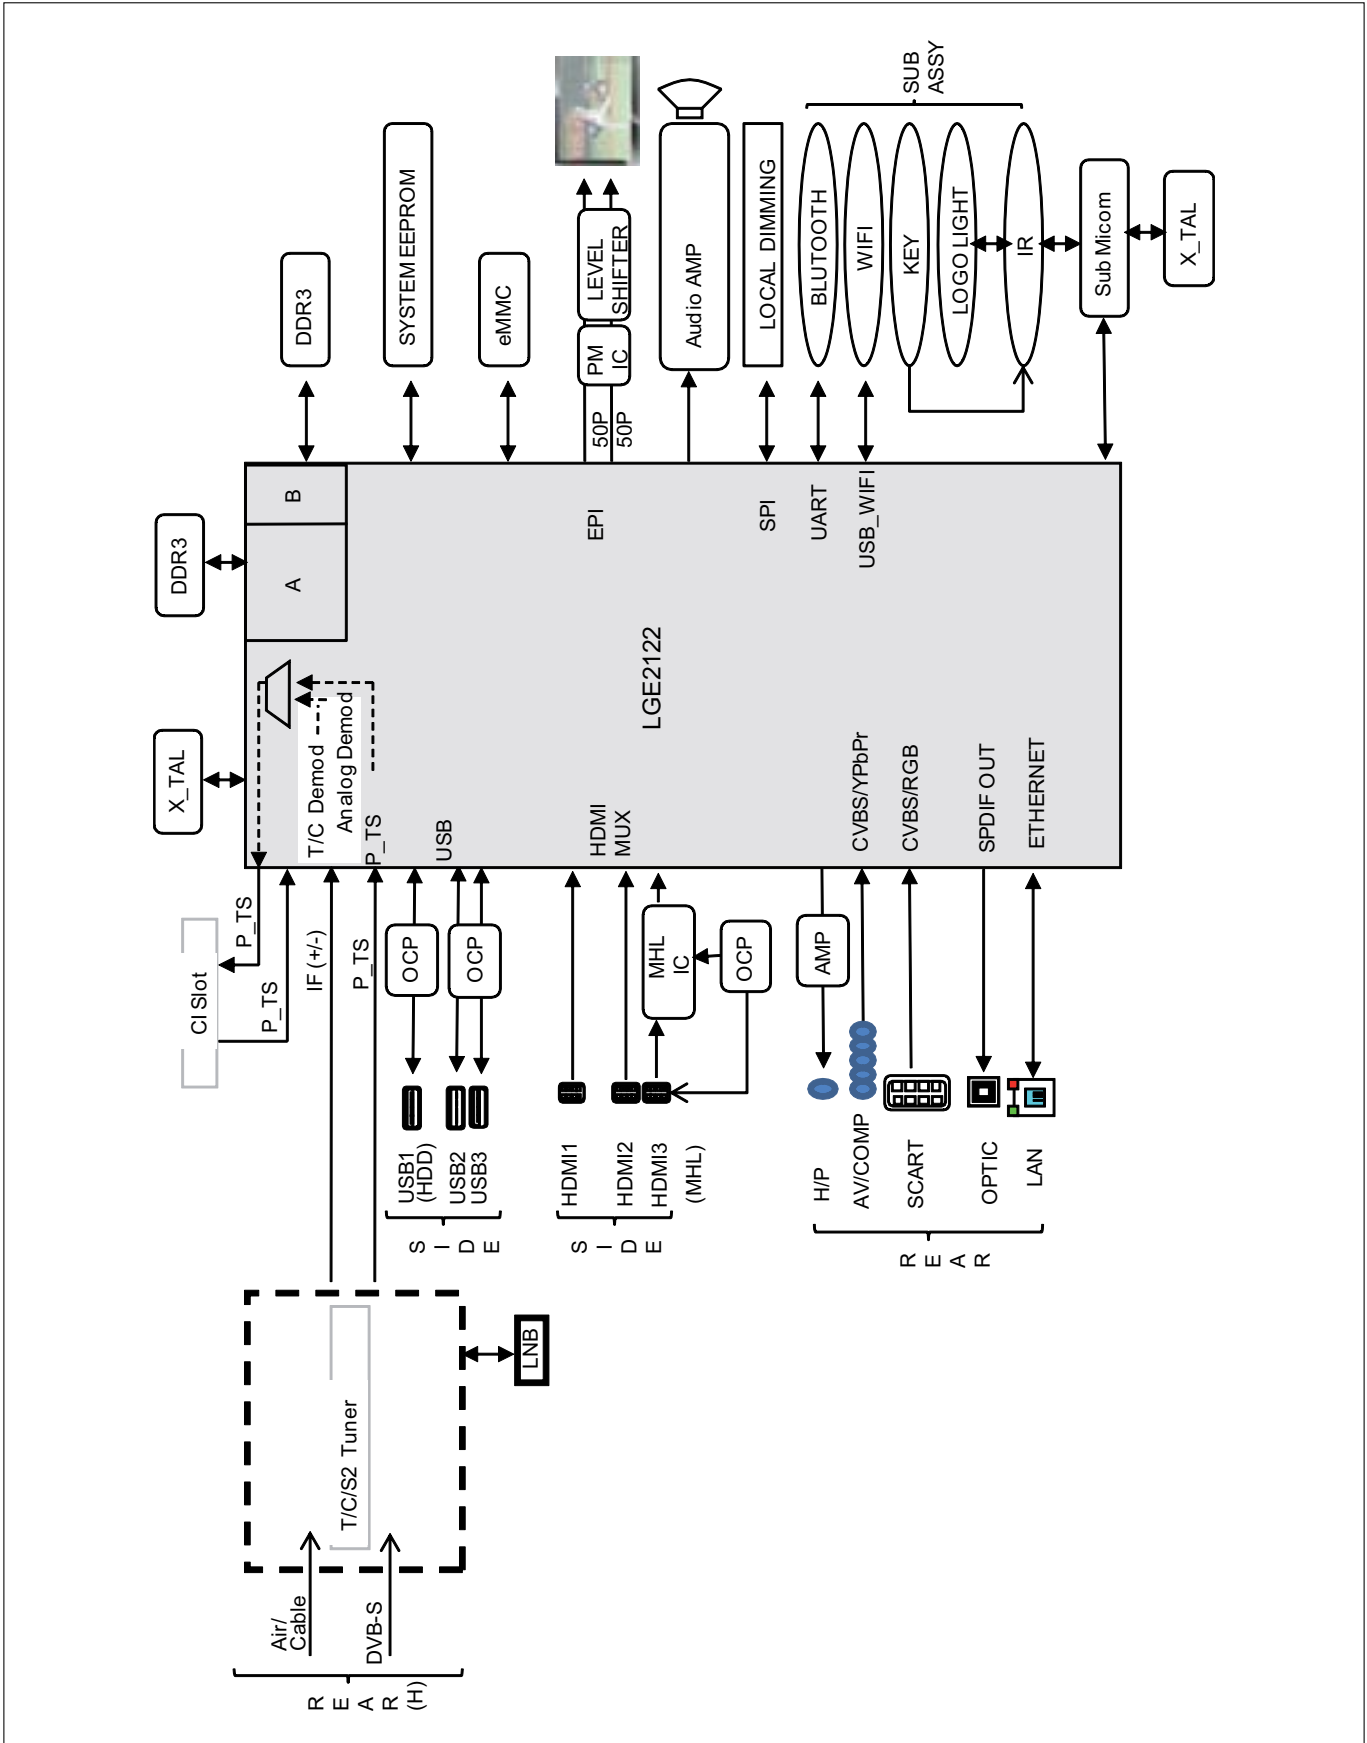 REAR
(H)
Air/
Cable
DVB-S
T/C/S2 Tuner
LNB
CI Slot
P_TS
P_TS
IF (+/-)
P_TS
X_TAL
DDR3
T/C Demod
Analog Demod
P_TS
A
B
DDR3
SYSTEM EEPROM
eMMC
SIDE
USB1
(HDD)
USB2
USB3
OCP
OCP
USB
SIDE
HDMI1
HDMI2
HDMI3
(MHL)
MHL
IC
OCP
HDMI
MUX
LGE2122
EPI
50P
50P
PM
IC
LEVEL
SHIFTER
Audio AMP
SPI
LOCAL DIMMING
UART
BLUTOOTH
USB_WIFI
WIFI
KEY
LOGO LIGHT
IR
SUB
ASSY
Sub Micom
X_TAL
REAR
H/P
AV/COMP
SCART
OPTIC
LAN
AMP
CVBS/YPbPr
CVBS/RGB
SPDIF OUT
ETHERNET